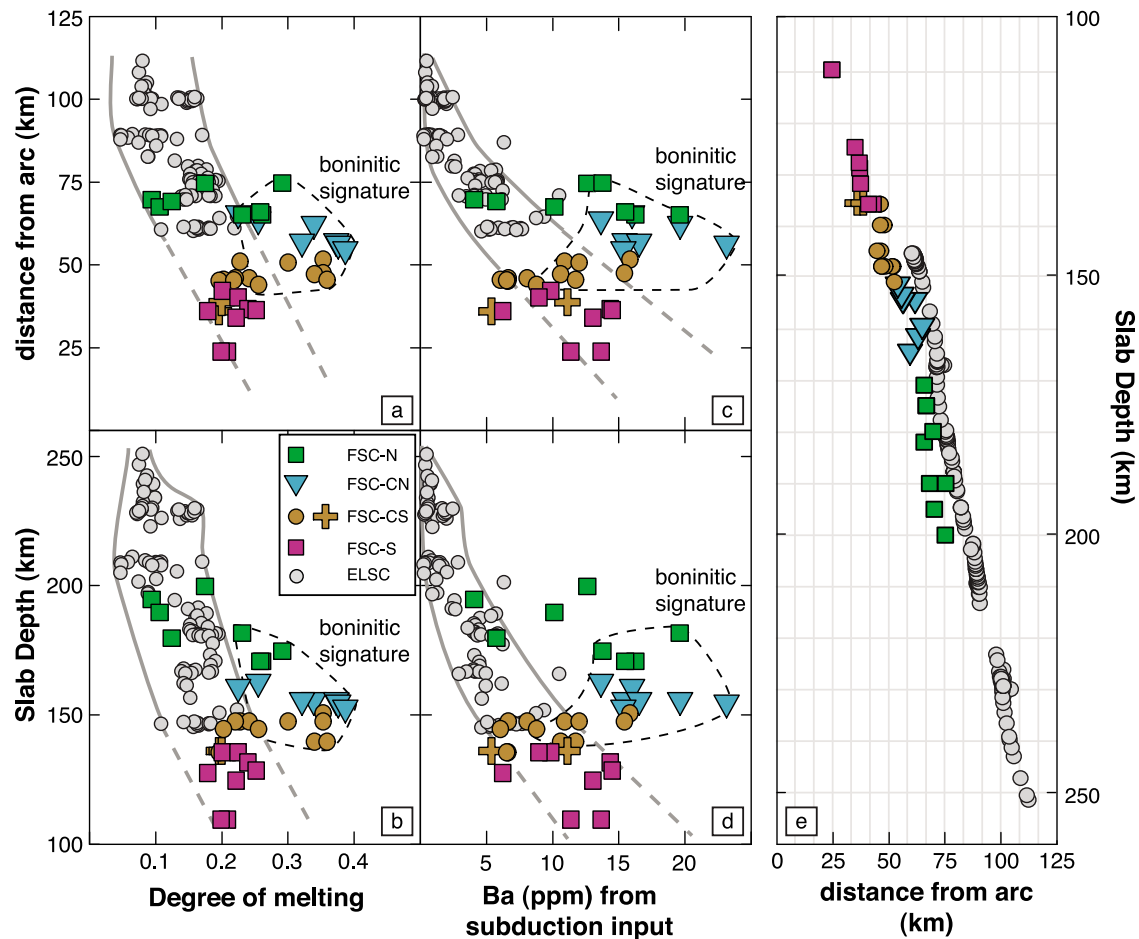 125
100
75
50
25
distance from arc (km)
boninitic
signature
a
boninitic
signature
c
250
200
150
100
Slab Depth (km)
FSC-N
FSC-CN
FSC-CS
FSC-S
ELSC
boninitic
signature
b
boninitic
signature
d
0.1 0.2 0.3 0.4
Degree of melting
5 10 15 20
Ba (ppm) from
subduction input
100
150
200
250
Slab Depth (km)
e
0 25 50 75 100 125
distance from arc
(km)